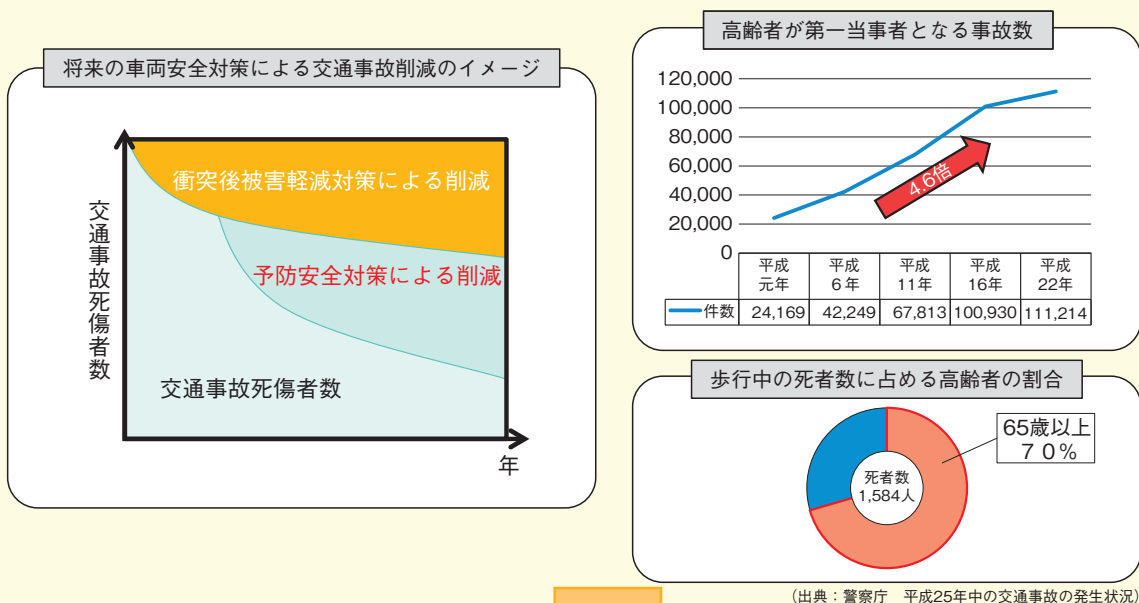 将来の車両安全対策による交通事故削減のイメージ
衝突後被害軽減対策による削減
予防安全対策による削減
交通事故死傷者数
交通事故死傷者数
年
高齢者が第一当事者となる事故数
120,000
100,000
80,000
60,000
40,000
20,000
0
4.6倍
平成元年 平成6年 平成11年 平成16年 平成22年
件数 24,169 42,249 67,813 100,930 111,214
歩行中の死者数に占める高齢者の割合
65歳以上
70%
死者数
1,584人
(出典:警察庁 平成25年中の交通事故の発生状況)